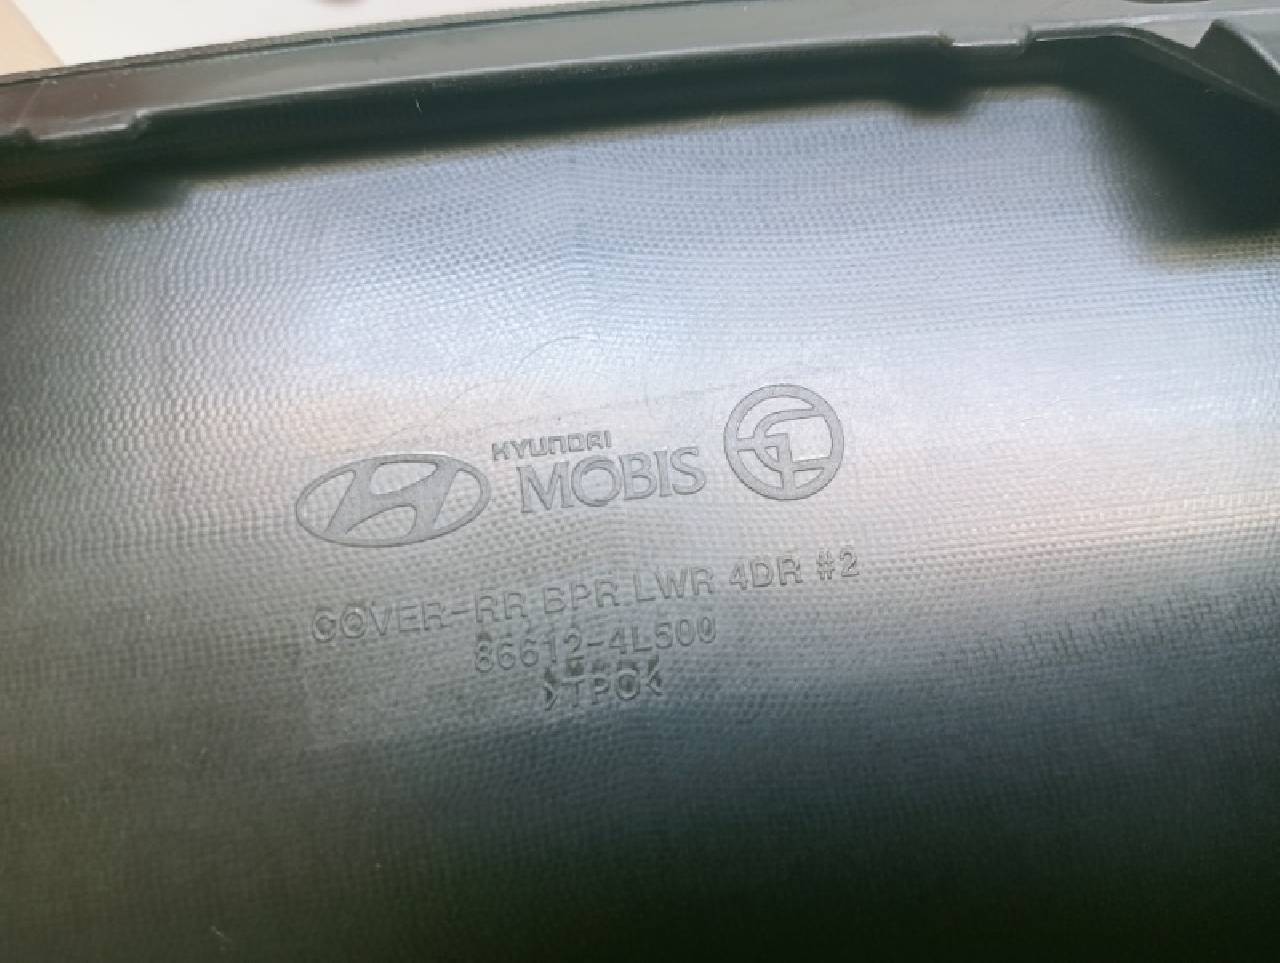 HYUNDAI
MOBIS
COVER-RR BPR LWR 4DR #2
86612-4L500
>TPO<